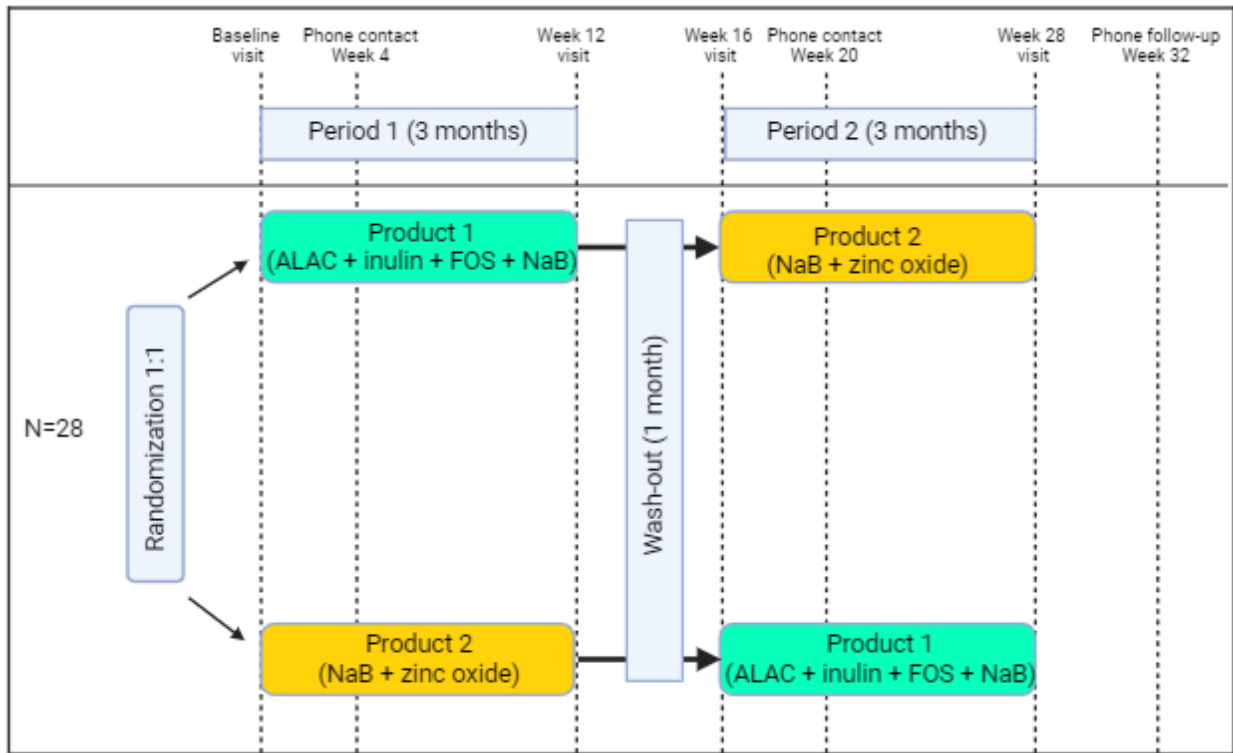 Baseline
visit
Phone contact
Week 4
Week 12
visit
Week 16
visit
Phone contact
Week 20
Week 28
visit
Phone follow-up
Week 32
Period 1 (3 months)
Period 2 (3 months)
Product 1
(ALAC + inulin + FOS + NaB)
Product 2
(NaB + zinc oxide)
N=28
Randomization 1:1
Wash-out (1 month)
Product 2
(NaB + zinc oxide)
Product 1
(ALAC + inulin + FOS + NaB)